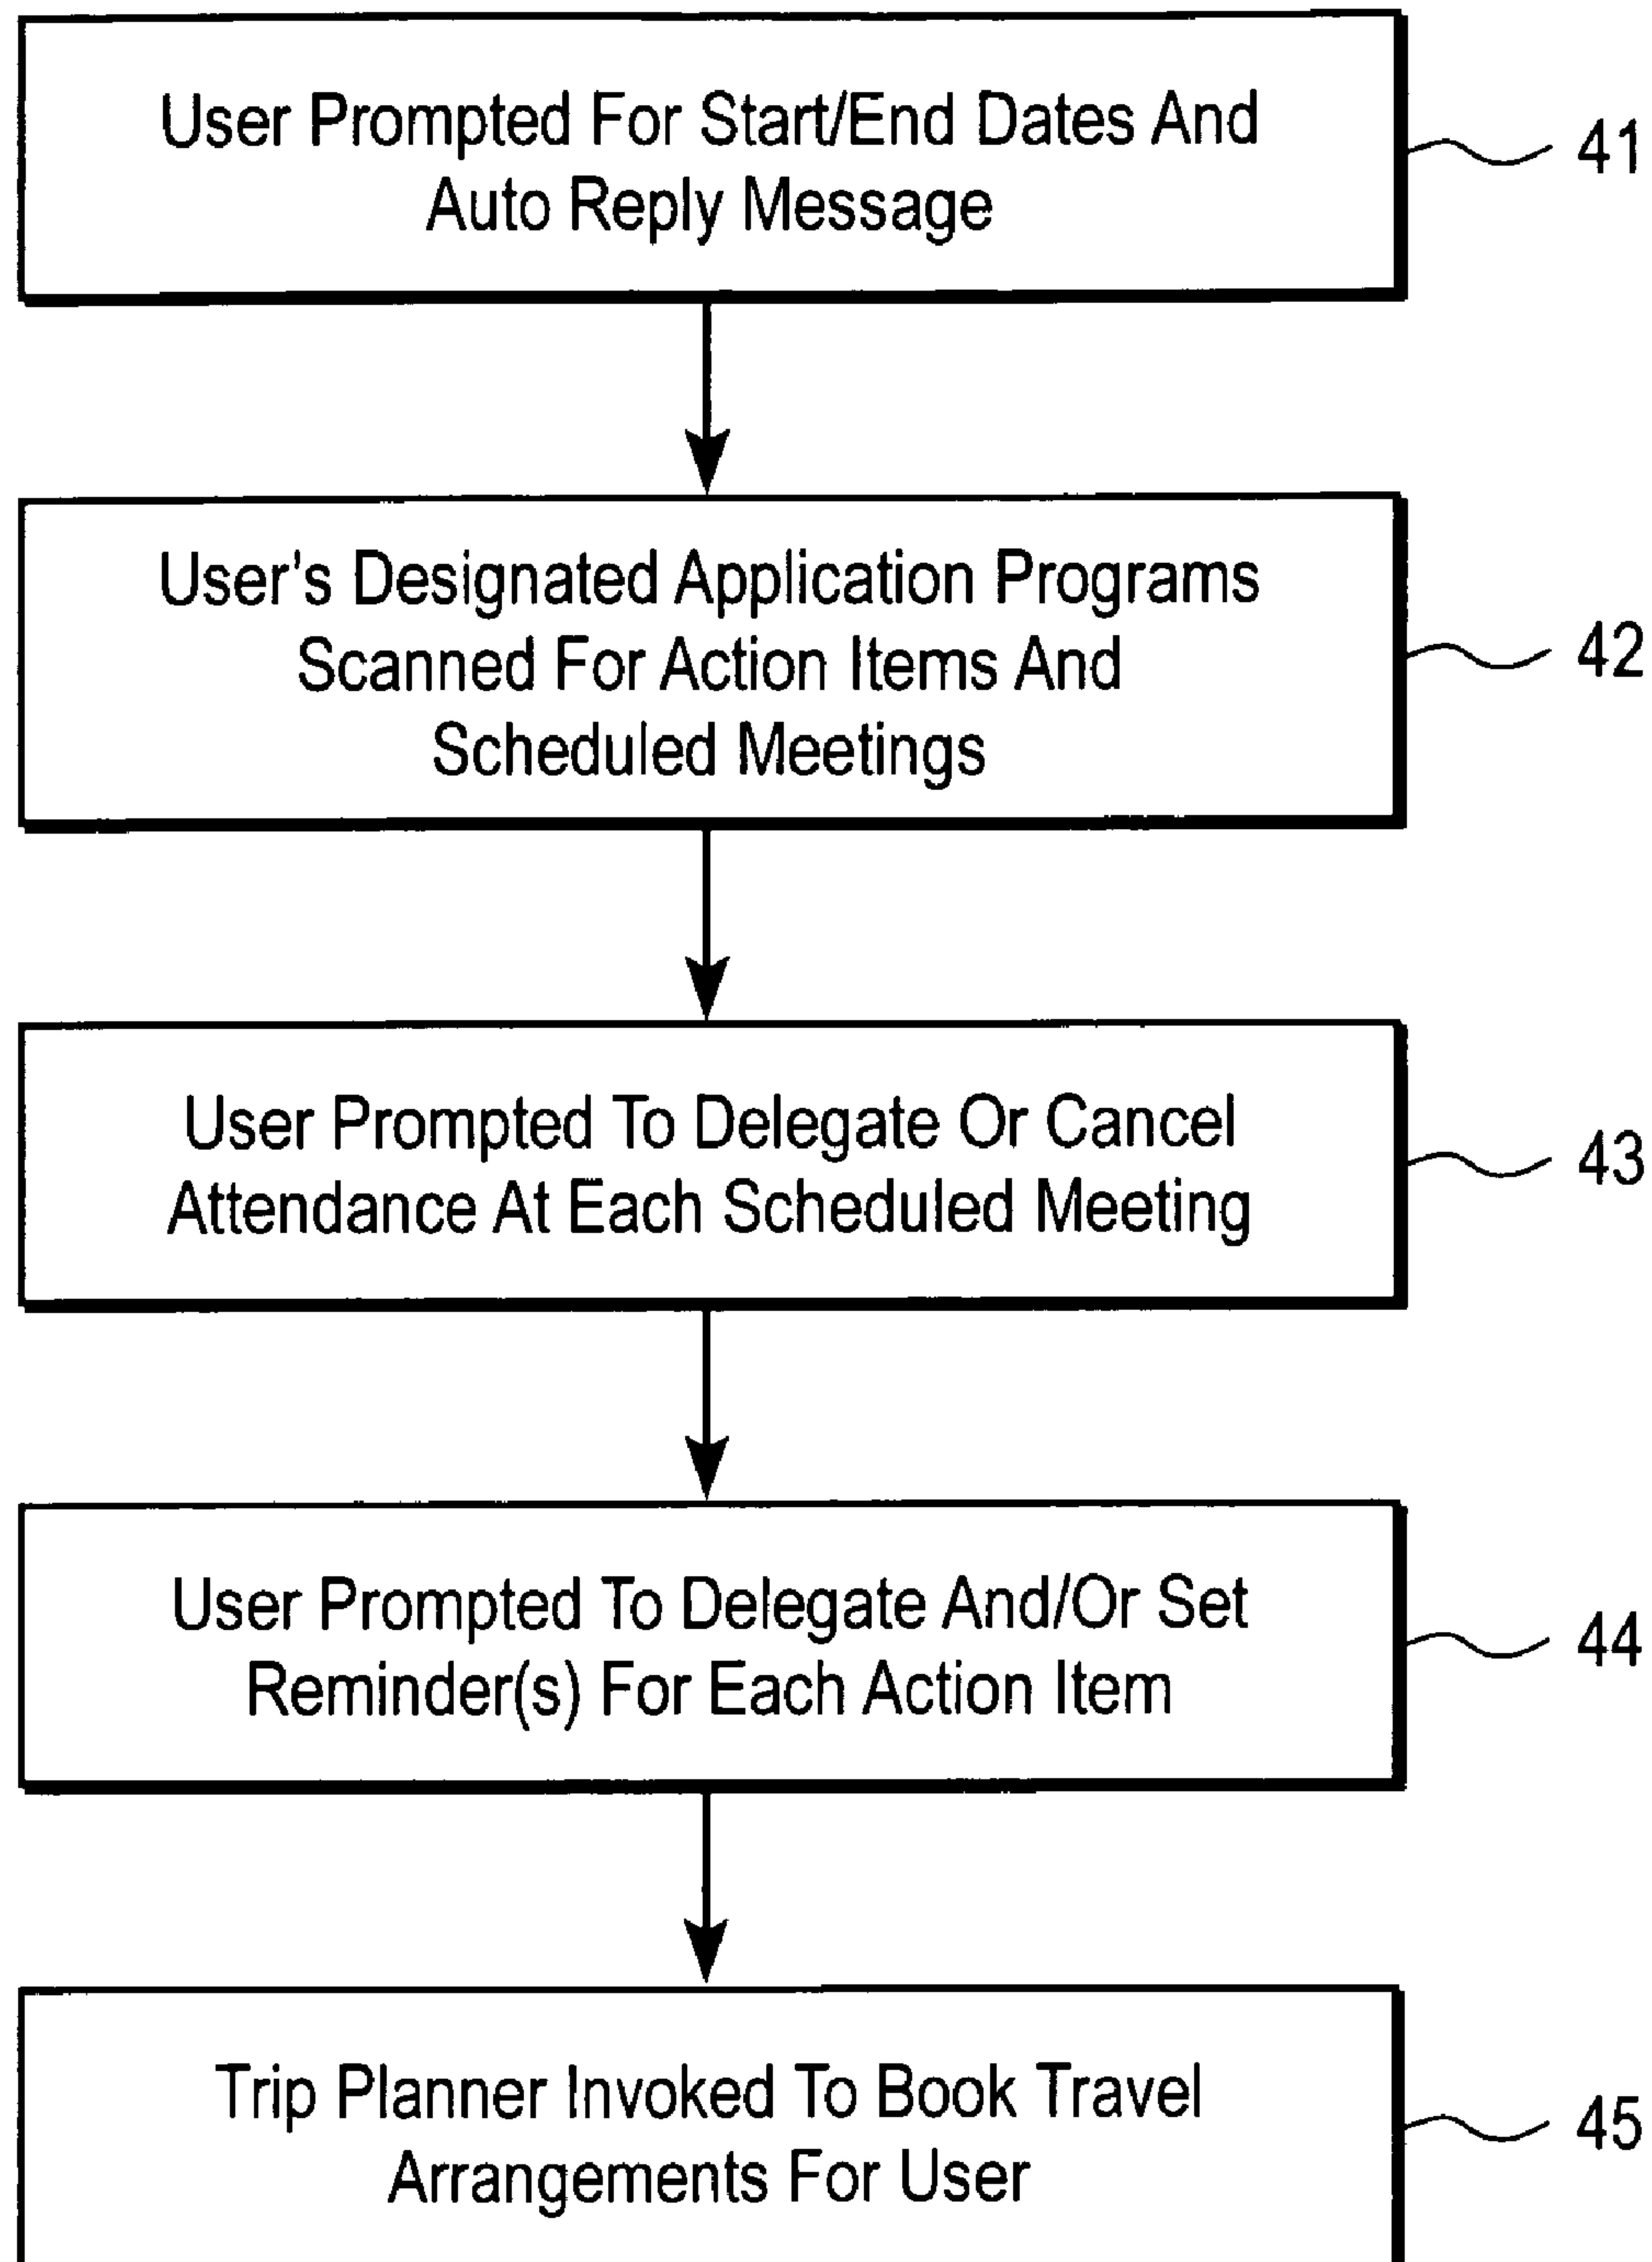 User Prompted For Start/End Dates And
Auto Reply Message
41
User's Designated Application Programs
Scanned For Action Items And
Scheduled Meetings
42
User Prompted To Delegate Or Cancel
Attendance At Each Scheduled Meeting
43
User Prompted To Delegate And/Or Set
Reminder(s) For Each Action Item
44
Trip Planner Invoked To Book Travel
Arrangements For User
45